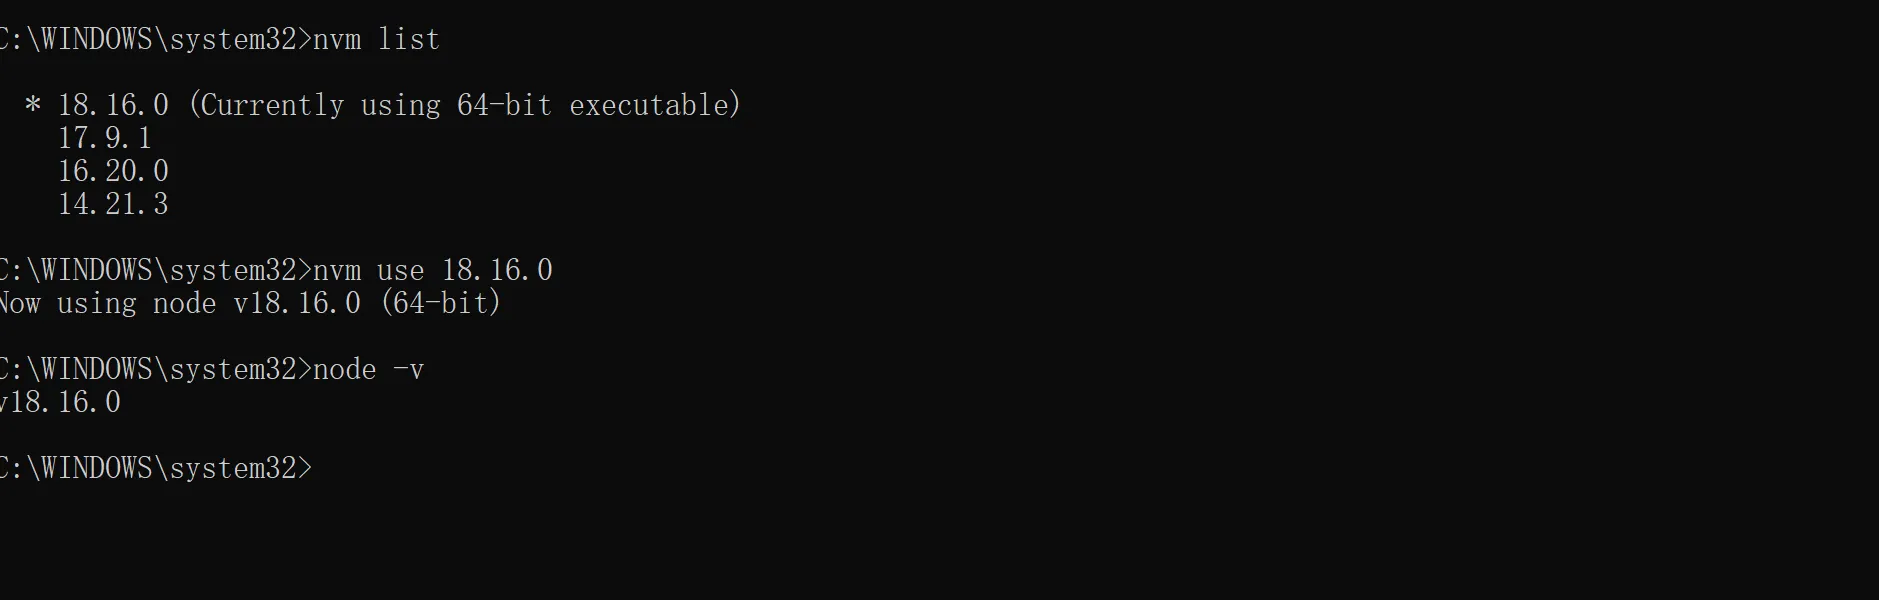 C:\WINDOWS\system32>nvm list
* 18.16.0 (Currently using 64-bit executable)
17.9.1
16.20.0
14.21.3
C:\WINDOWS\system32>nvm use 18.16.0
Now using node v18.16.0 (64-bit)
C:\WINDOWS\system32>node -v
v18.16.0
C:\WINDOWS\system32>